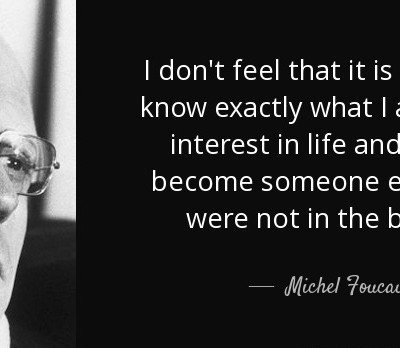 I don't feel that it is
know exactly what I
interest in life and
become someone
were not in the
— Michel